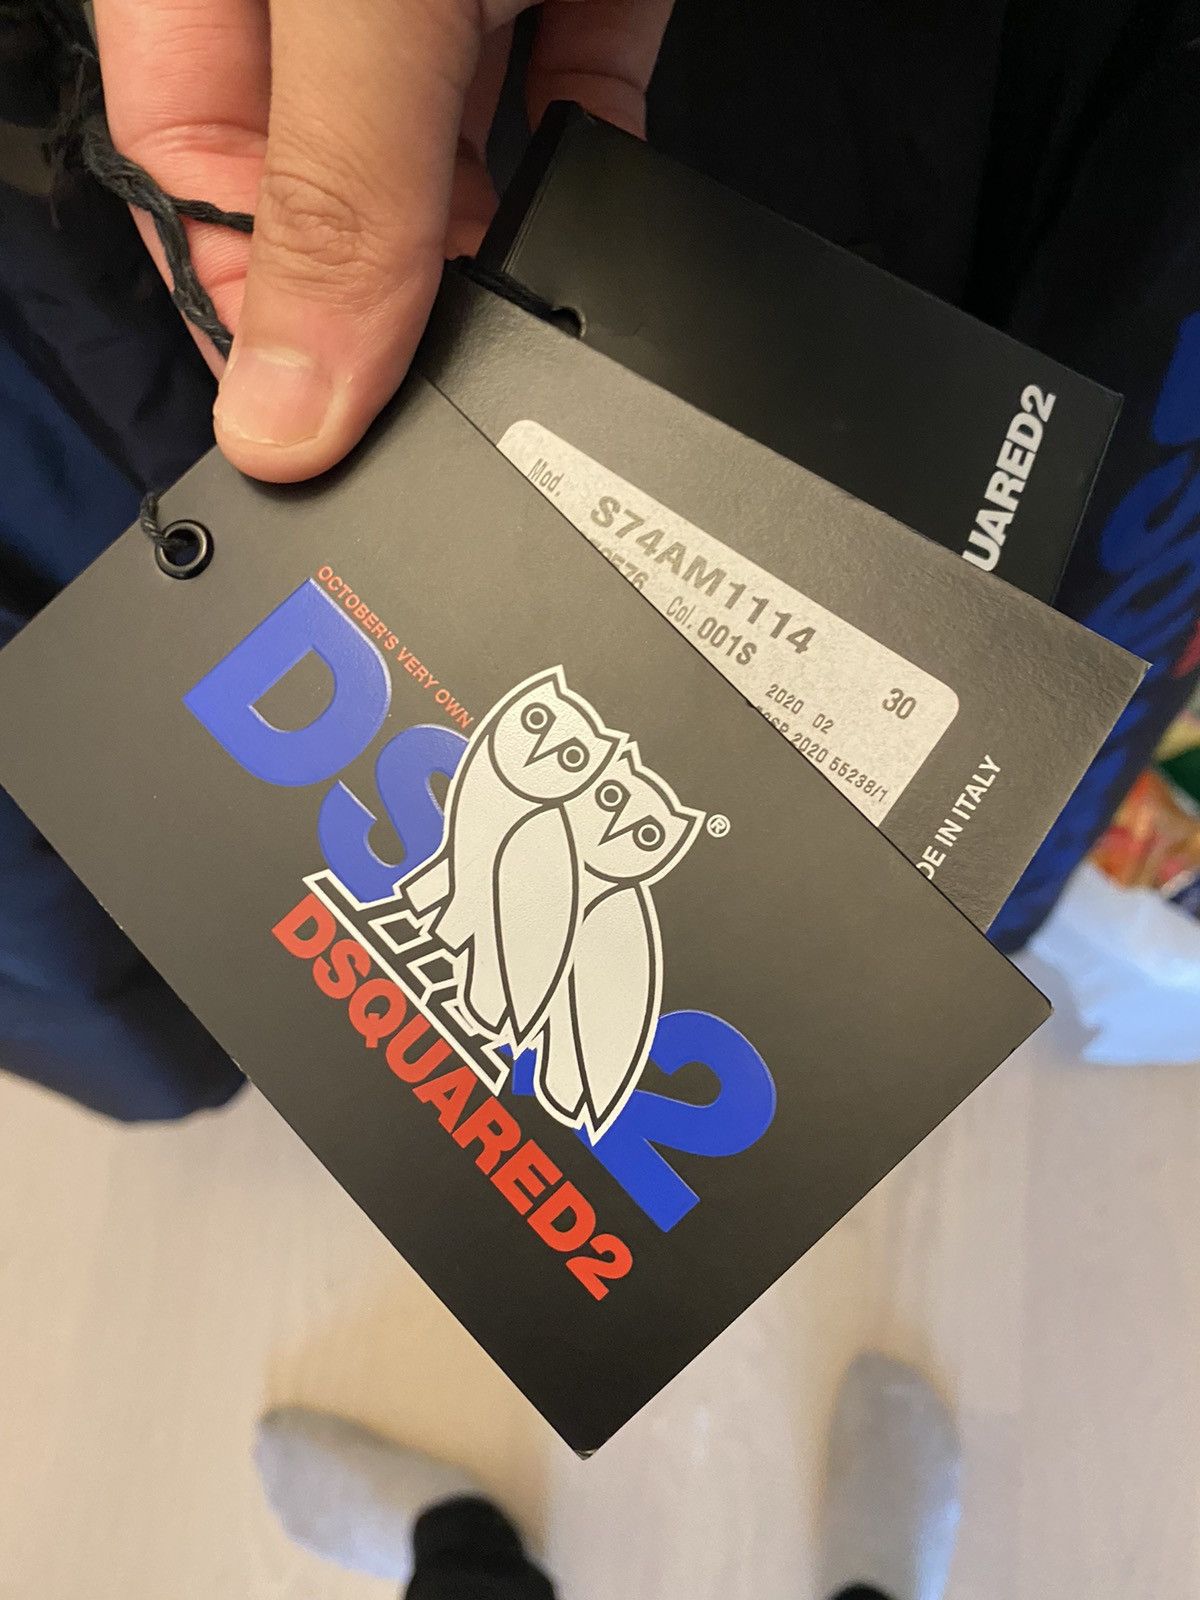 OCTOBER'S VERY OWN
DS 2
®
DSQUARED2
Mod. S74AM1114
Col. 001S
30
2020 02
2020 55238/1
DE IN ITALY
UARED2